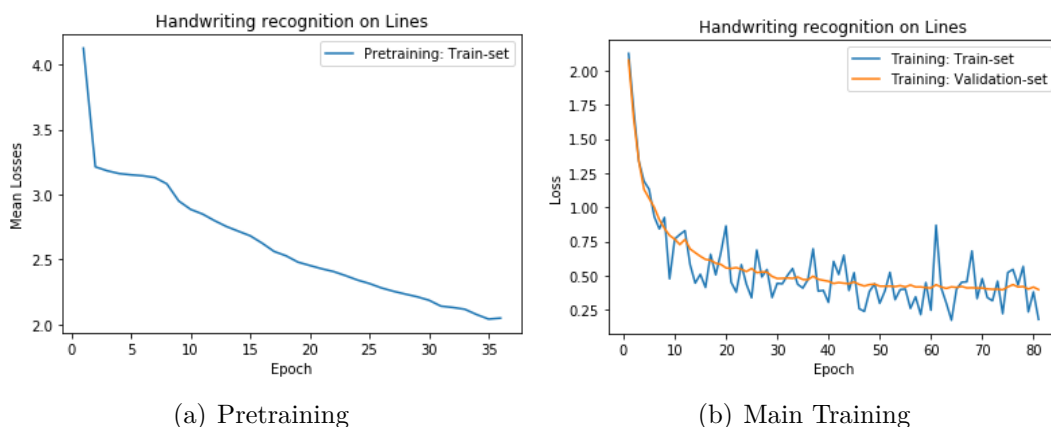 Handwriting recognition on Lines
Pretraining: Train-set
4.0
3.5
3.0
2.5
2.0
Mean Losses
0 5 10 15 20 25 30 35
Epoch
(a) Pretraining
Handwriting recognition on Lines
Training: Train-set
Training: Validation-set
2.00
1.75
1.50
1.25
1.00
0.75
0.50
0.25
Loss
0 10 20 30 40 50 60 70 80
Epoch
(b) Main Training